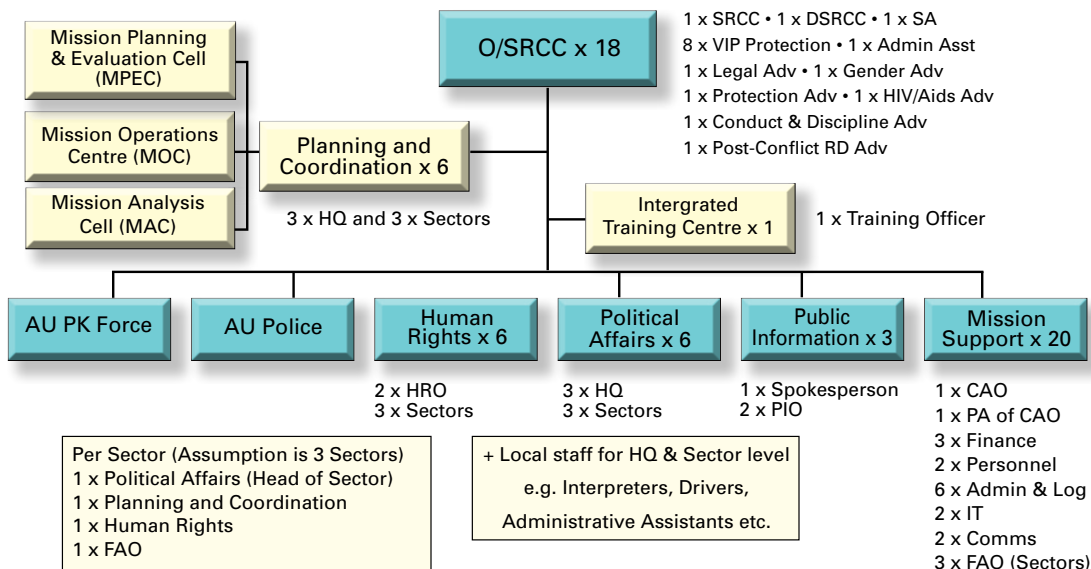 O/SRCC x 18
1 x SRCC • 1 x DSRCC • 1 x SA
8 x VIP Protection • 1 x Admin Asst
1 x Legal Adv • 1 x Gender Adv
1 x Protection Adv • 1 x HIV/Aids Adv
1 x Conduct & Discipline Adv
1 x Post-Conflict RD Adv
Mission Planning
& Evaluation Cell
(MPEC)
Mission Operations
Centre (MOC)
Mission Analysis
Cell (MAC)
Planning and
Coordination x 6
3 x HQ and 3 x Sectors
Intergrated
Training Centre x 1
1 x Training Officer
AU PK Force
AU Police
Human
Rights x 6
2 x HRO
3 x Sectors
Political
Affairs x 6
3 x HQ
3 x Sectors
Public
Information x 3
1 x Spokesperson
2 x PIO
Mission
Support x 20
1 x CAO
1 x PA of CAO
3 x Finance
2 x Personnel
6 x Admin & Log
2 x IT
2 x Comms
3 x FAO (Sectors)
Per Sector (Assumption is 3 Sectors)
1 x Political Affairs (Head of Sector)
1 x Planning and Coordination
1 x Human Rights
1 x FAO
+ Local staff for HQ & Sector level
e.g. Interpreters, Drivers,
Administrative Assistants etc.